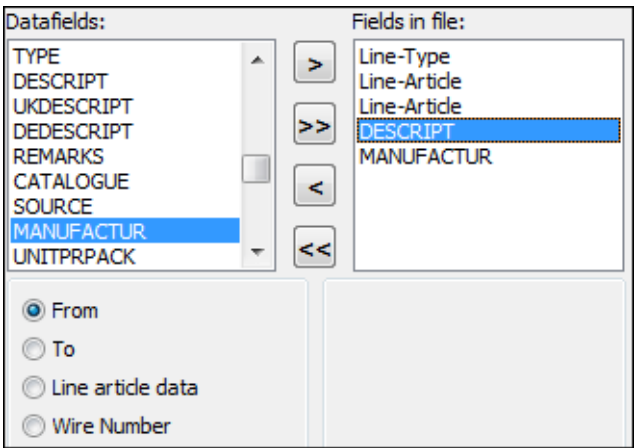 Datafields:
TYPE
DESCRIPT
UKDESCRIPT
DEDESCRIPT
REMARKS
CATALOGUE
SOURCE
MANUFACTUR
UNITPRPACK
>
>>
<
<<
Fields in file:
Line-Type
Line-Article
Line-Article
DESCRIPT
MANUFACTUR
From
To
Line article data
Wire Number